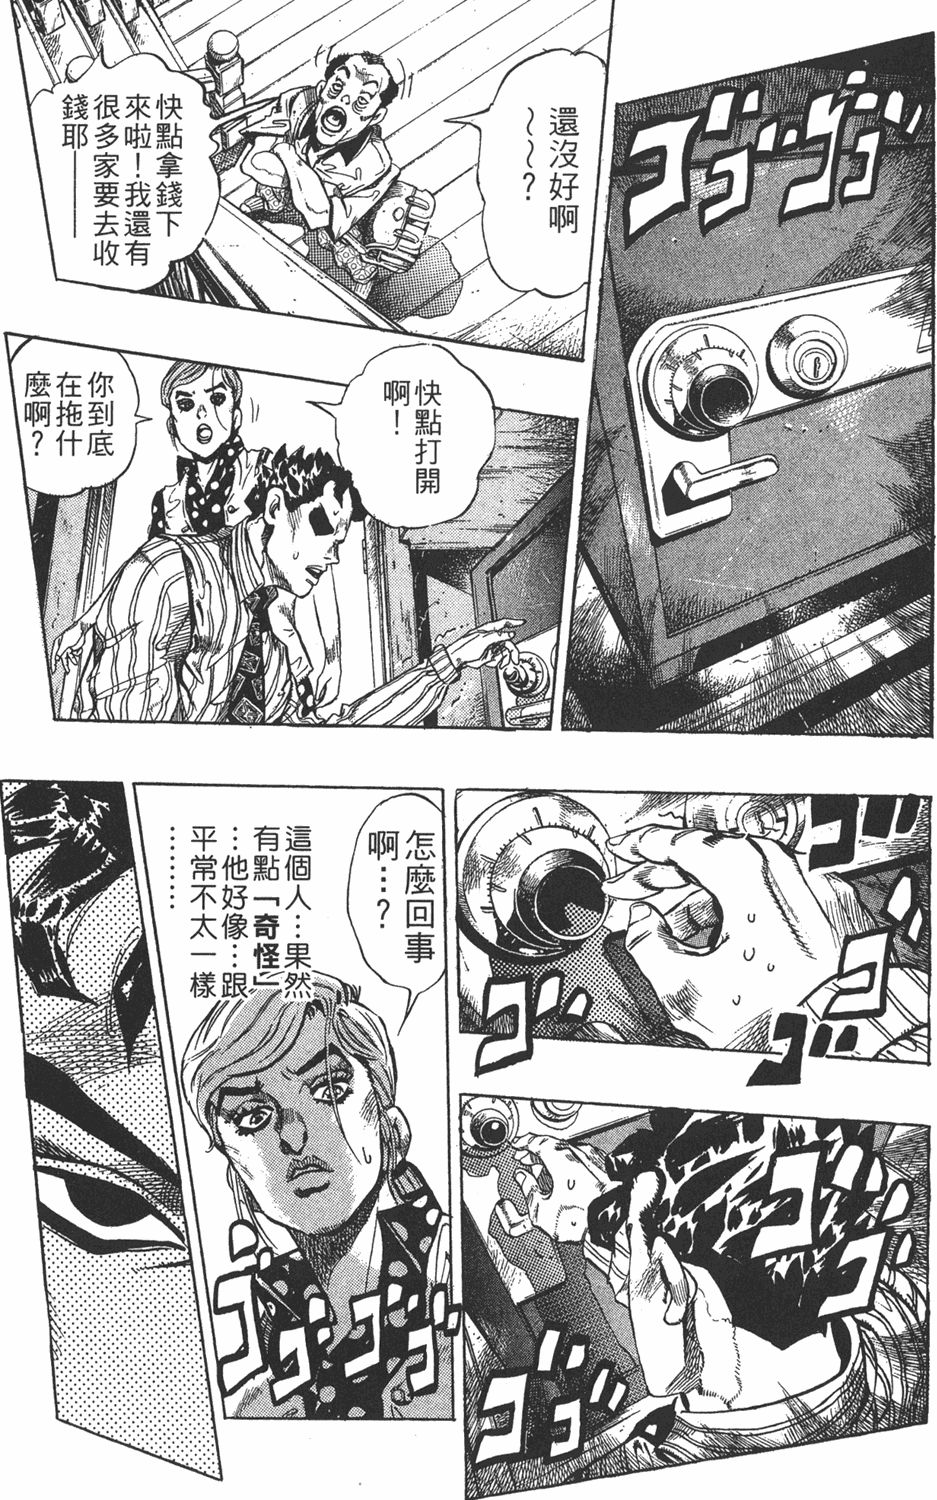 ゴゴゴゴ
還沒好啊
～～？
快點拿錢下
來啦！我還有
很多家要去收
錢耶——
快點打開
啊！
你到底
在拖什
麼啊？
ゴゴゴゴ
怎麼回事
啊…？
這個人…果然
有點「奇怪」
…他好像…跟
平常不太一樣
………
ゴゴゴゴゴ
ゴゴゴゴ